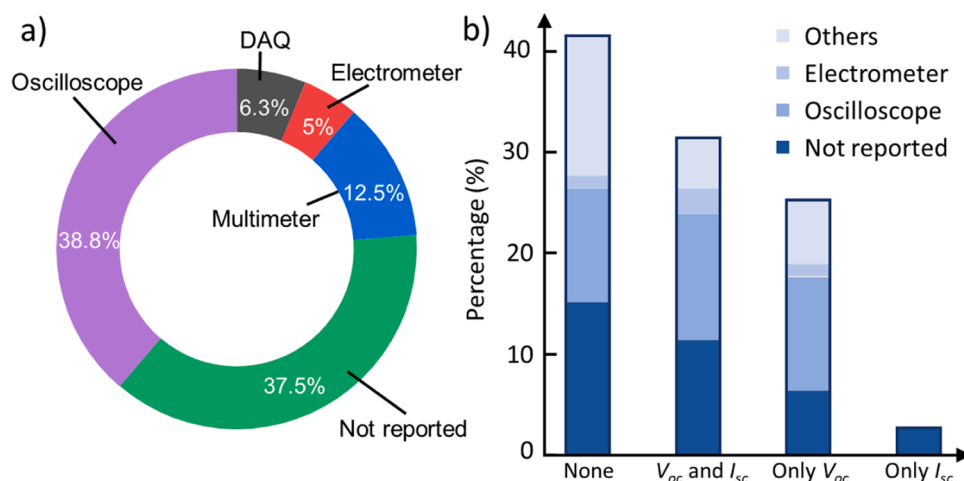 a)
DAQ
Electrometer
Oscilloscope
6.3%
5%
12.5%
Multimeter
38.8%
37.5%
Not reported
b)
Others
Electrometer
Oscilloscope
Not reported
Percentage (%)
40
30
20
10
0
None
Voc and Isc
Only Voc
Only Isc